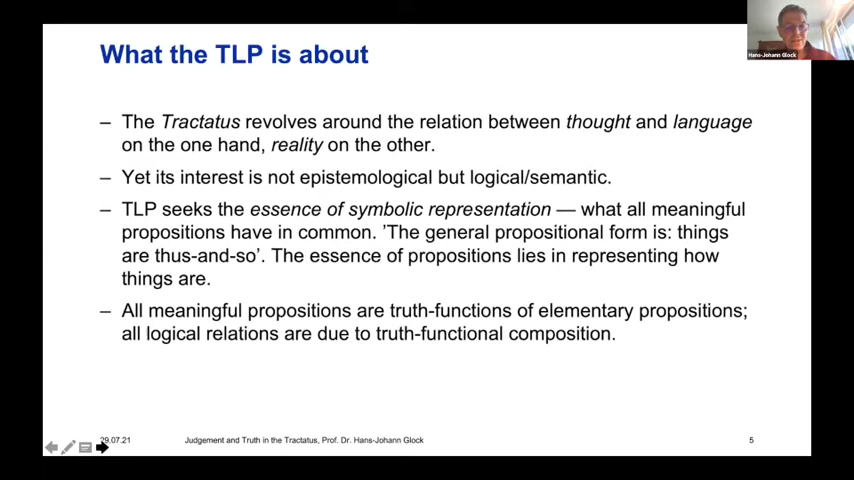 Hans-Johann Glock
What the TLP is about
– The Tractatus revolves around the relation between thought and language
on the one hand, reality on the other.
– Yet its interest is not epistemological but logical/semantic.
– TLP seeks the essence of symbolic representation — what all meaningful
propositions have in common. 'The general propositional form is: things
are thus-and-so'. The essence of propositions lies in representing how
things are.
– All meaningful propositions are truth-functions of elementary propositions;
all logical relations are due to truth-functional composition.
29.07.21 Judgement and Truth in the Tractatus, Prof. Dr. Hans-Johann Glock 5